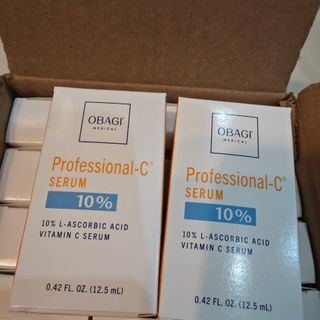 OBAGI
MEDICAL
Professional-C®
SERUM
10%
10% L-ASCORBIC ACID
VITAMIN C SERUM
0.42 FL. OZ. (12.5 mL)
OBAGI
MEDICAL
Professional-C®
SERUM
10%
10% L-ASCORBIC ACID
VITAMIN C SERUM
0.42 FL. OZ. (12.5 mL)